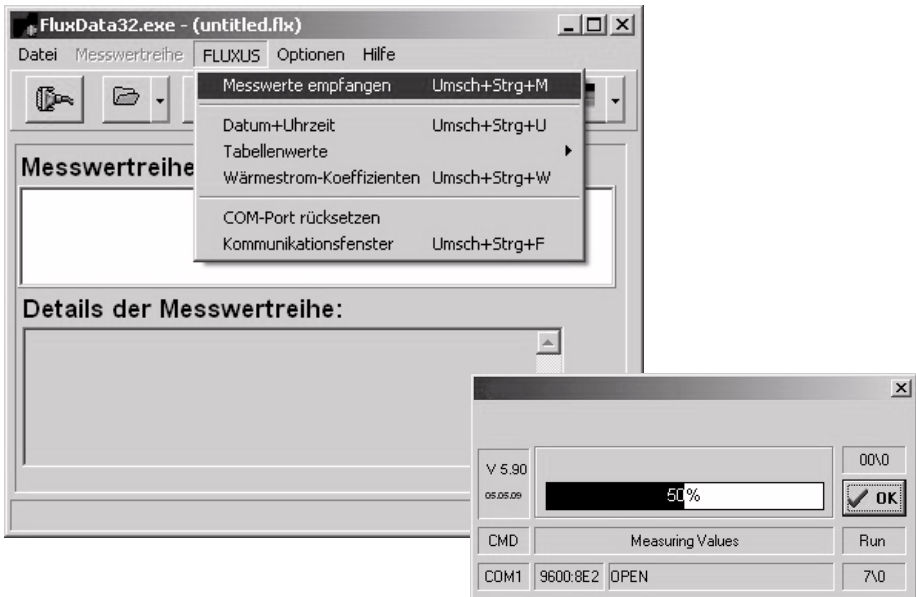 FluxData32.exe - (untitled.flx)
Datei Messwertreihe FLUXUS Optionen Hilfe
Messwerte empfangen Umsch+Strg+M
Datum+Uhrzeit Umsch+Strg+U
Tabellenwerte
Wärmestrom-Koeffizienten Umsch+Strg+W
COM-Port rücksetzen
Kommunikationsfenster Umsch+Strg+F
Messwertreihe
Details der Messwertreihe:
V 5.90
05.05.09
50%
00\0
OK
CMD Measuring Values Run
COM1 9600:8E2 OPEN 7\0